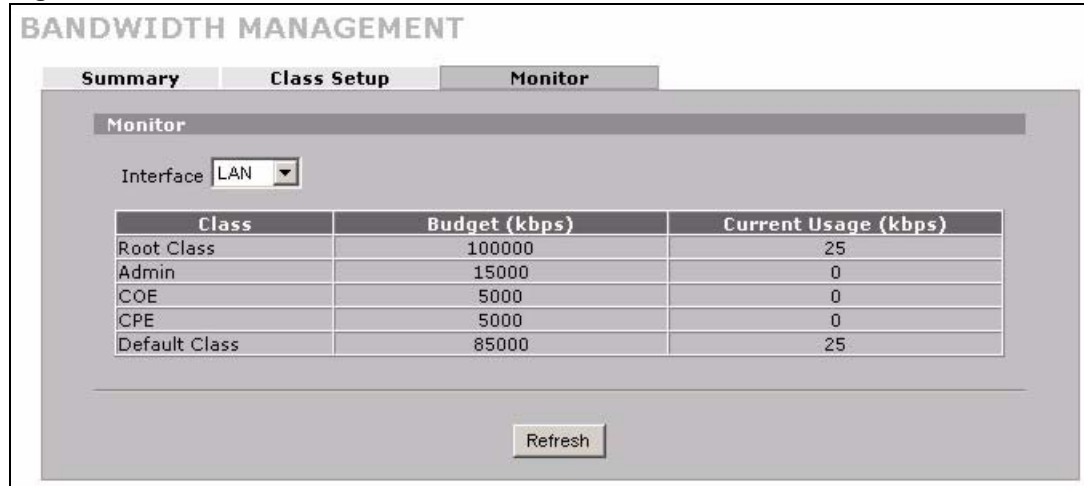 BANDWIDTH MANAGEMENT
Summary Class Setup Monitor
Monitor
Interface LAN
Class Budget (kbps) Current Usage (kbps)
Root Class 100000 25
Admin 15000 0
COE 5000 0
CPE 5000 0
Default Class 85000 25
Refresh